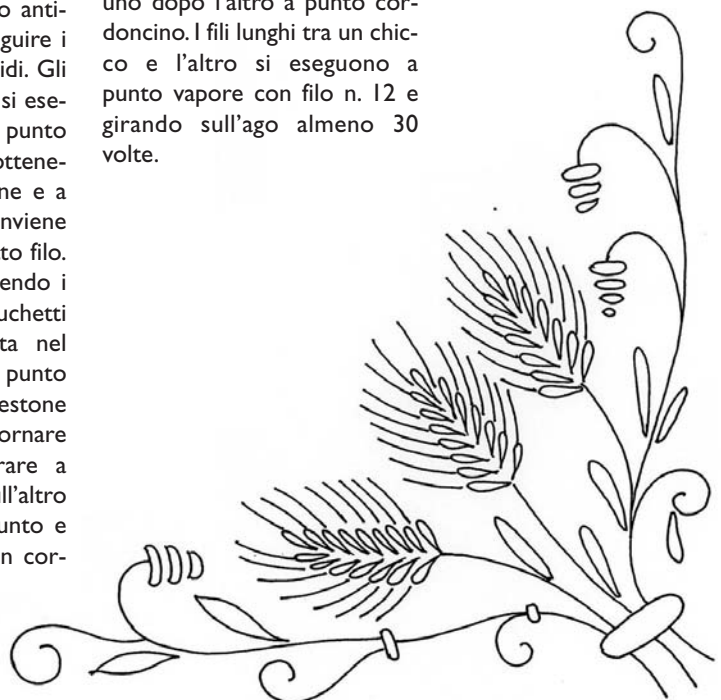 o anti-
guire i
idi. Gli
si ese-
punto
ottene-
ne e a
nviene
to filo.
endo i
uchetti
ta nel
punto
estone
ornare
rare a
ll'altro
unto e
n cor-
uno dopo l'altro a punto cor-
doncino. I fili lunghi tra un chic-
co e l'altro si eseguono a
punto vapore con filo n. 12 e
girando sull'ago almeno 30
volte.